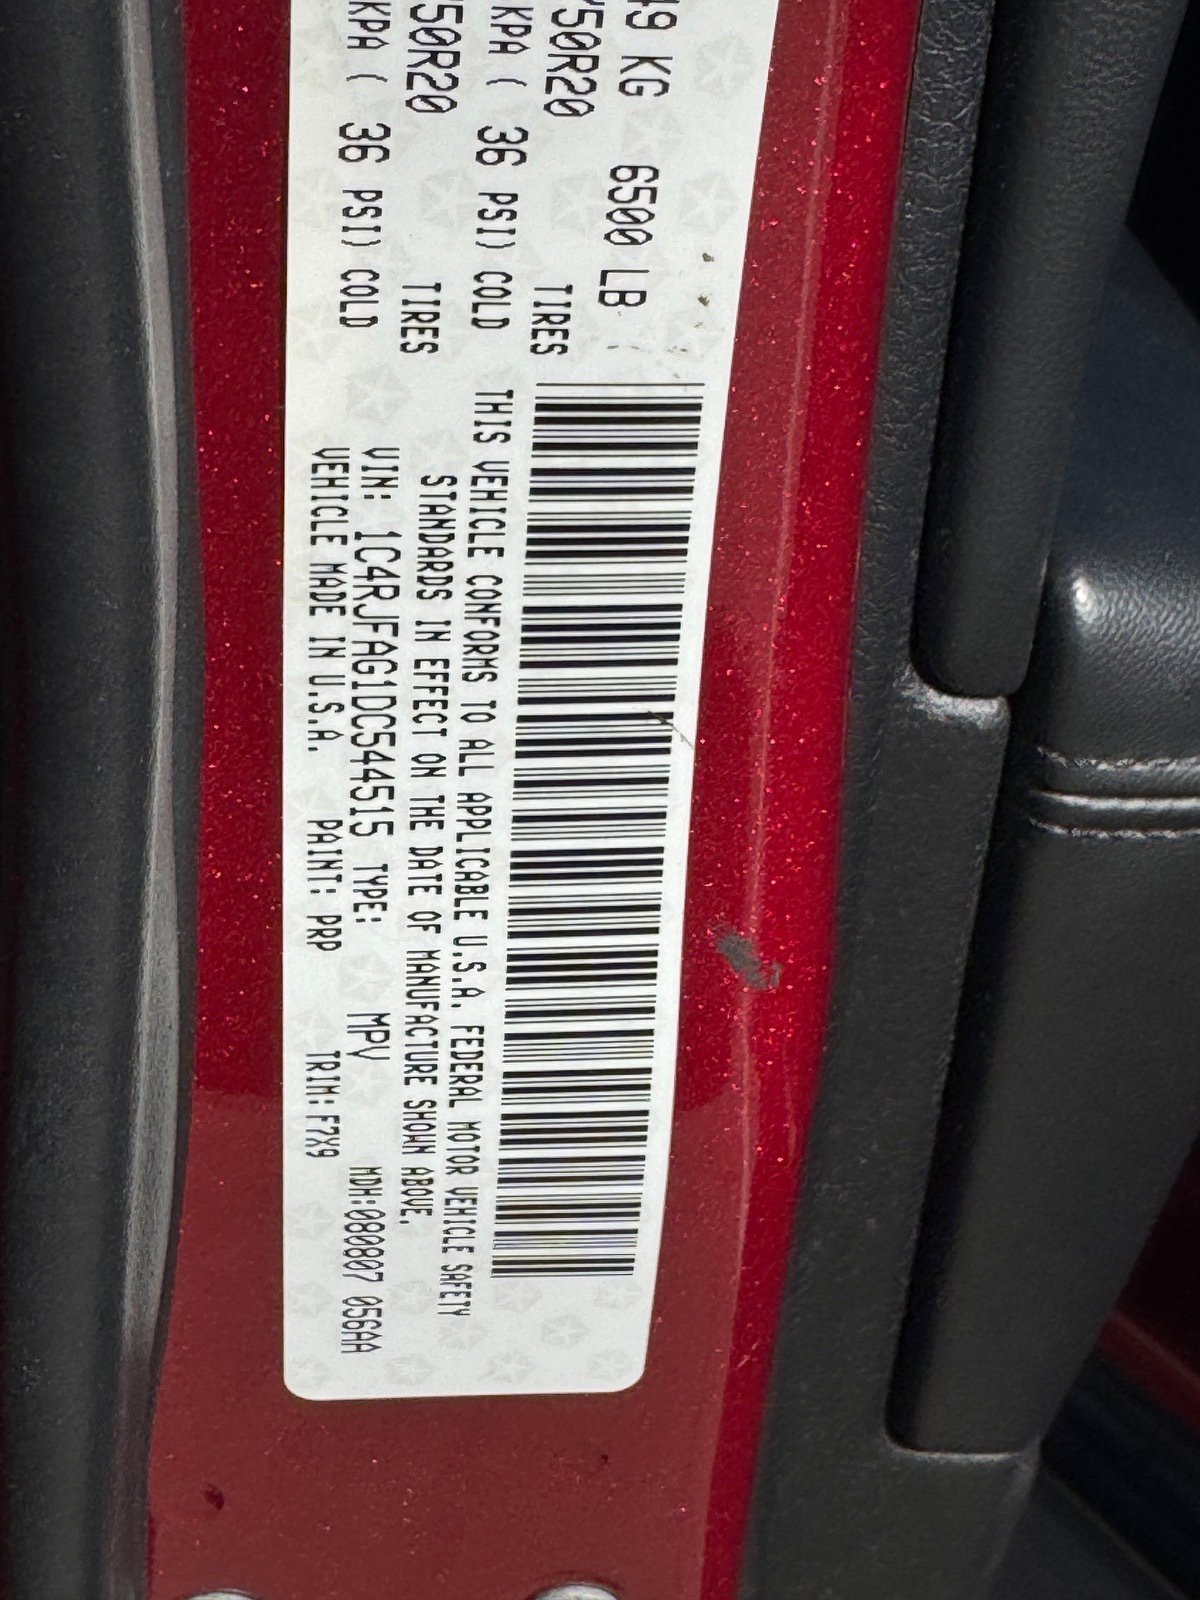 49 KG 6500 LB
50R20 TIRES
KPA ( 36 PSI) COLD
50R20 TIRES
KPA ( 36 PSI) COLD
THIS VEHICLE CONFORMS TO ALL APPLICABLE U.S.A. FEDERAL MOTOR VEHICLE SAFETY
STANDARDS IN EFFECT ON THE DATE OF MANUFACTURE SHOWN ABOVE.
VIN: 1C4RJFAG1DC544515 TYPE: MPV MDH:080807 056AA
VEHICLE MADE IN U.S.A. PAINT: PRP TRIM: F7X9